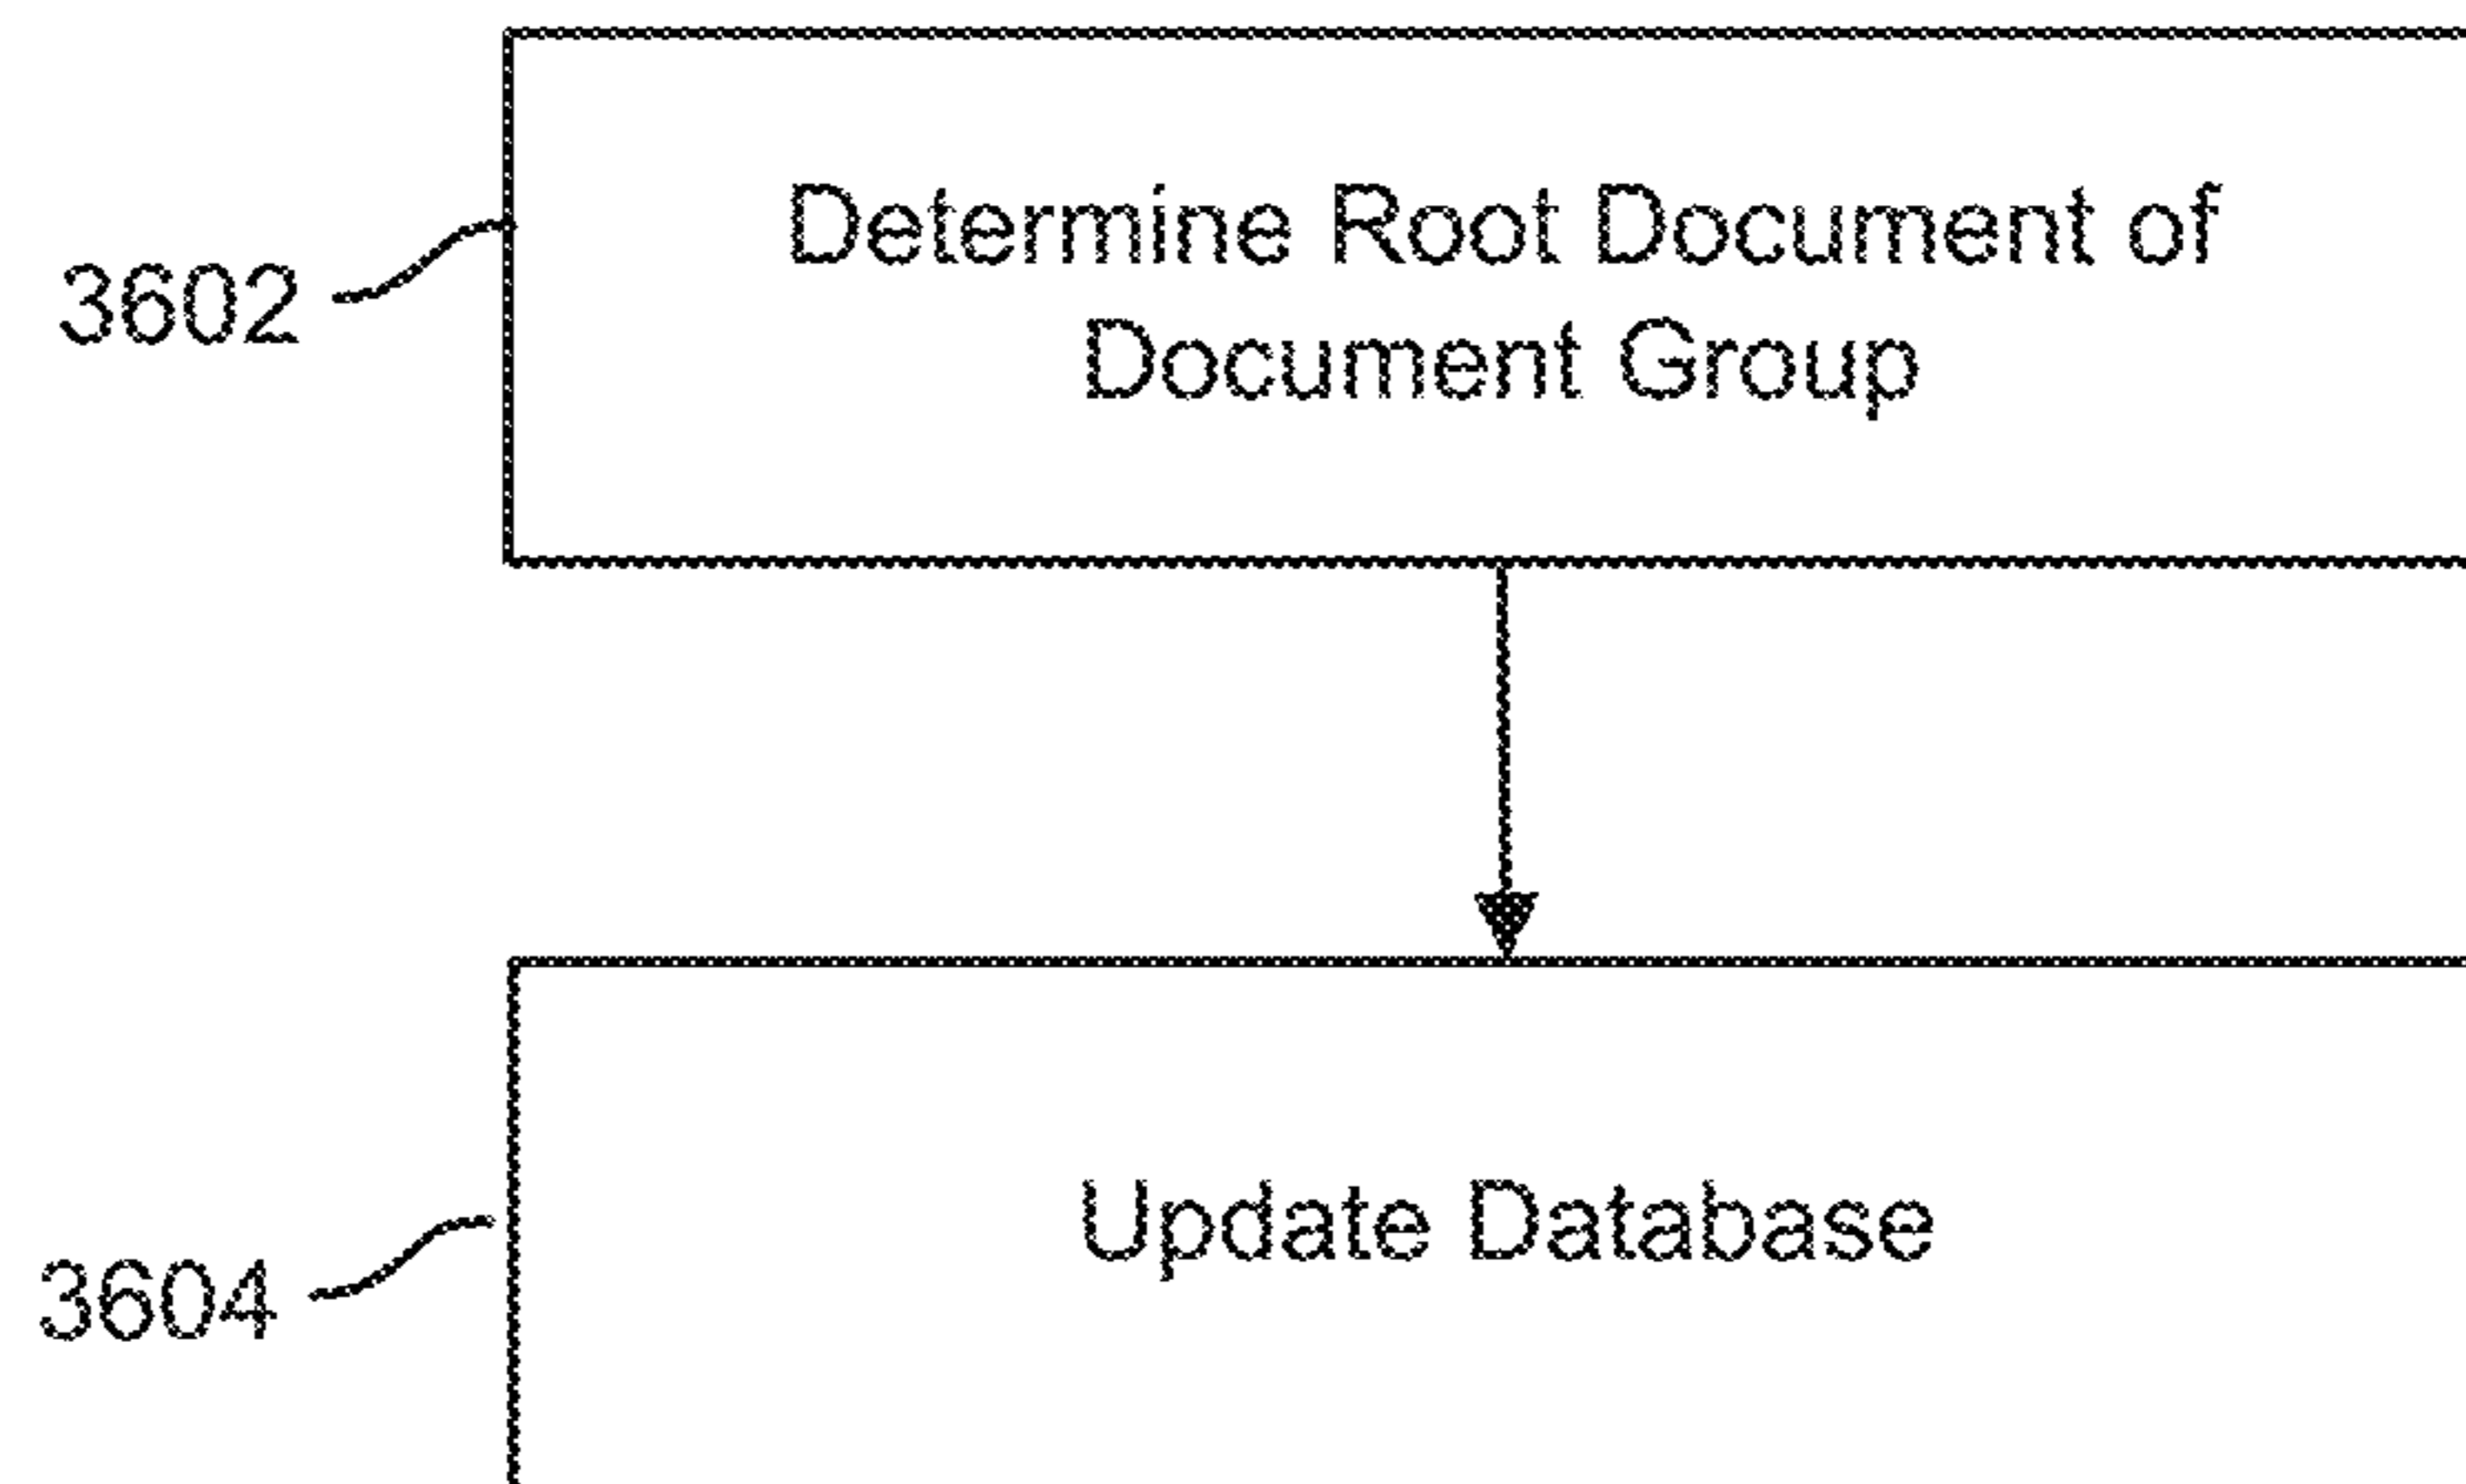 Determine Root Document of
Document Group
3602
Update Database
3604